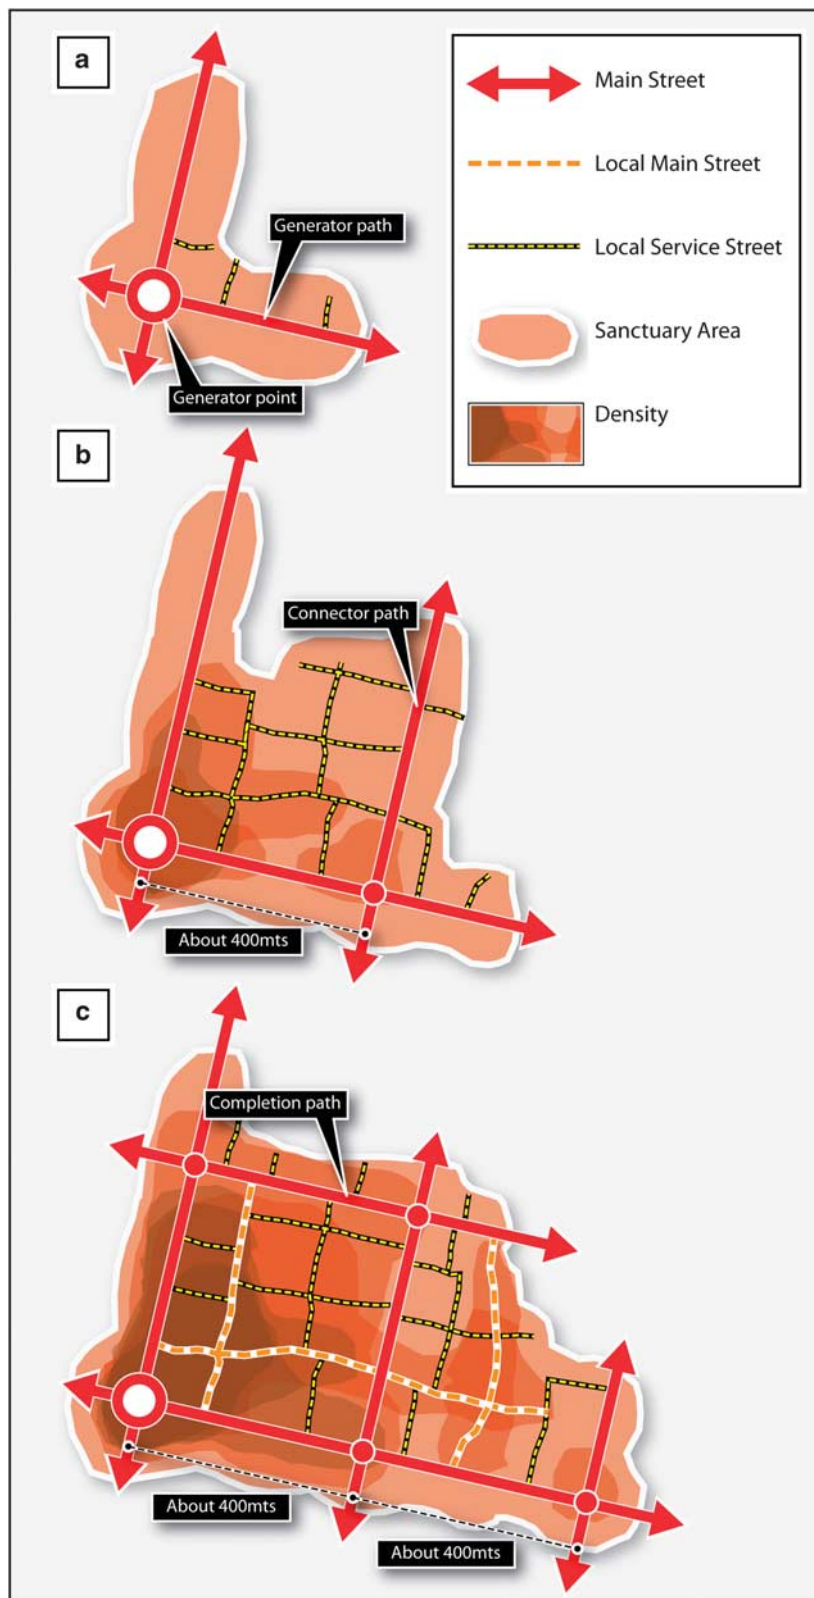 a
Main Street
Local Main Street
Generator path
Local Service Street
Sanctuary Area
Generator point
Density
b
Connector path
About 400mts
c
Completion path
About 400mts
About 400mts